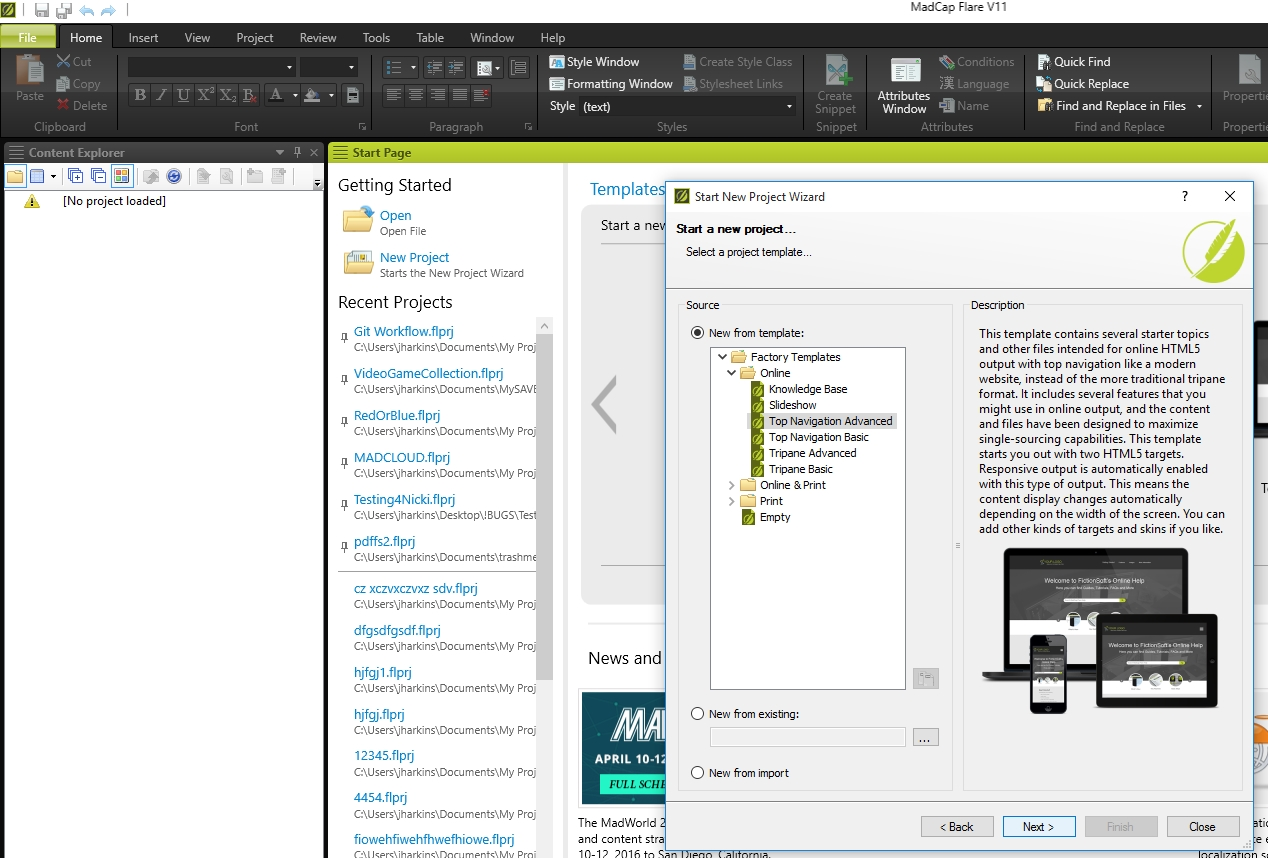 MadCap Flare V11
File Home Insert View Project Review Tools Table Window Help
Paste
Cut
Copy
Delete
Clipboard
B I U X² X₂ B A
Font
Paragraph
Style Window
Formatting Window
Style (text)
Create Style Class
Stylesheet Links
Styles
Create
Snippet
Snippet
Attributes
Window
Conditions
Language
Name
Attributes
Quick Find
Quick Replace
Find and Replace in Files
Find and Replace
Properti
Properti
Content Explorer
[No project loaded]
Start Page
Getting Started
Open
Open File
New Project
Starts the New Project Wizard
Recent Projects
Git Workflow.flprj
C:\Users\jharkins\Documents\My Proj
VideoGameCollection.flprj
C:\Users\jharkins\Documents\MySAVE
RedOrBlue.flprj
C:\Users\jharkins\Documents\My Proj
MADCLOUD.flprj
C:\Users\jharkins\Documents\My Proj
Testing4Nicki.flprj
C:\Users\jharkins\Desktop\!BUGS\Test
pdffs2.flprj
C:\Users\jharkins\Documents\trashme
cz xczvxczvxz sdv.flprj
C:\Users\jharkins\Documents\My Proj
dfgsdfgsdf.flprj
C:\Users\jharkins\Documents\My Proj
hjfgj1.flprj
C:\Users\jharkins\Documents\My Proj
hjfgj.flprj
C:\Users\jharkins\Documents\My Proj
12345.flprj
C:\Users\jharkins\Documents\My Proj
4454.flprj
C:\Users\jharkins\Documents\My Proj
fiowehfiwehfhwefhiowe.flprj
Templates
Start a new
News and
MAD
APRIL 10-12
FULL SCHE
The MadWorld 2
and content stra
10-12, 2016 to San Diego, California.
localization s
Start New Project Wizard
Start a new project...
Select a project template...
Source
New from template:
Factory Templates
Online
Knowledge Base
Slideshow
Top Navigation Advanced
Top Navigation Basic
Tripane Advanced
Tripane Basic
Online & Print
Print
Empty
New from existing:
...
New from import
Description
This template contains several starter topics
and other files intended for online HTML5
output with top navigation like a modern
website, instead of the more traditional tripane
format. It includes several features that you
might use in online output, and the content
and files have been designed to maximize
single-sourcing capabilities. This template
starts you out with two HTML5 targets.
Responsive output is automatically enabled
with this type of output. This means the
content display changes automatically
depending on the width of the screen. You can
add other kinds of targets and skins if you like.
Welcome to FictionSoft's Online Help
Welcome to FictionSoft's Online Help
< Back
Next >
Finish
Close